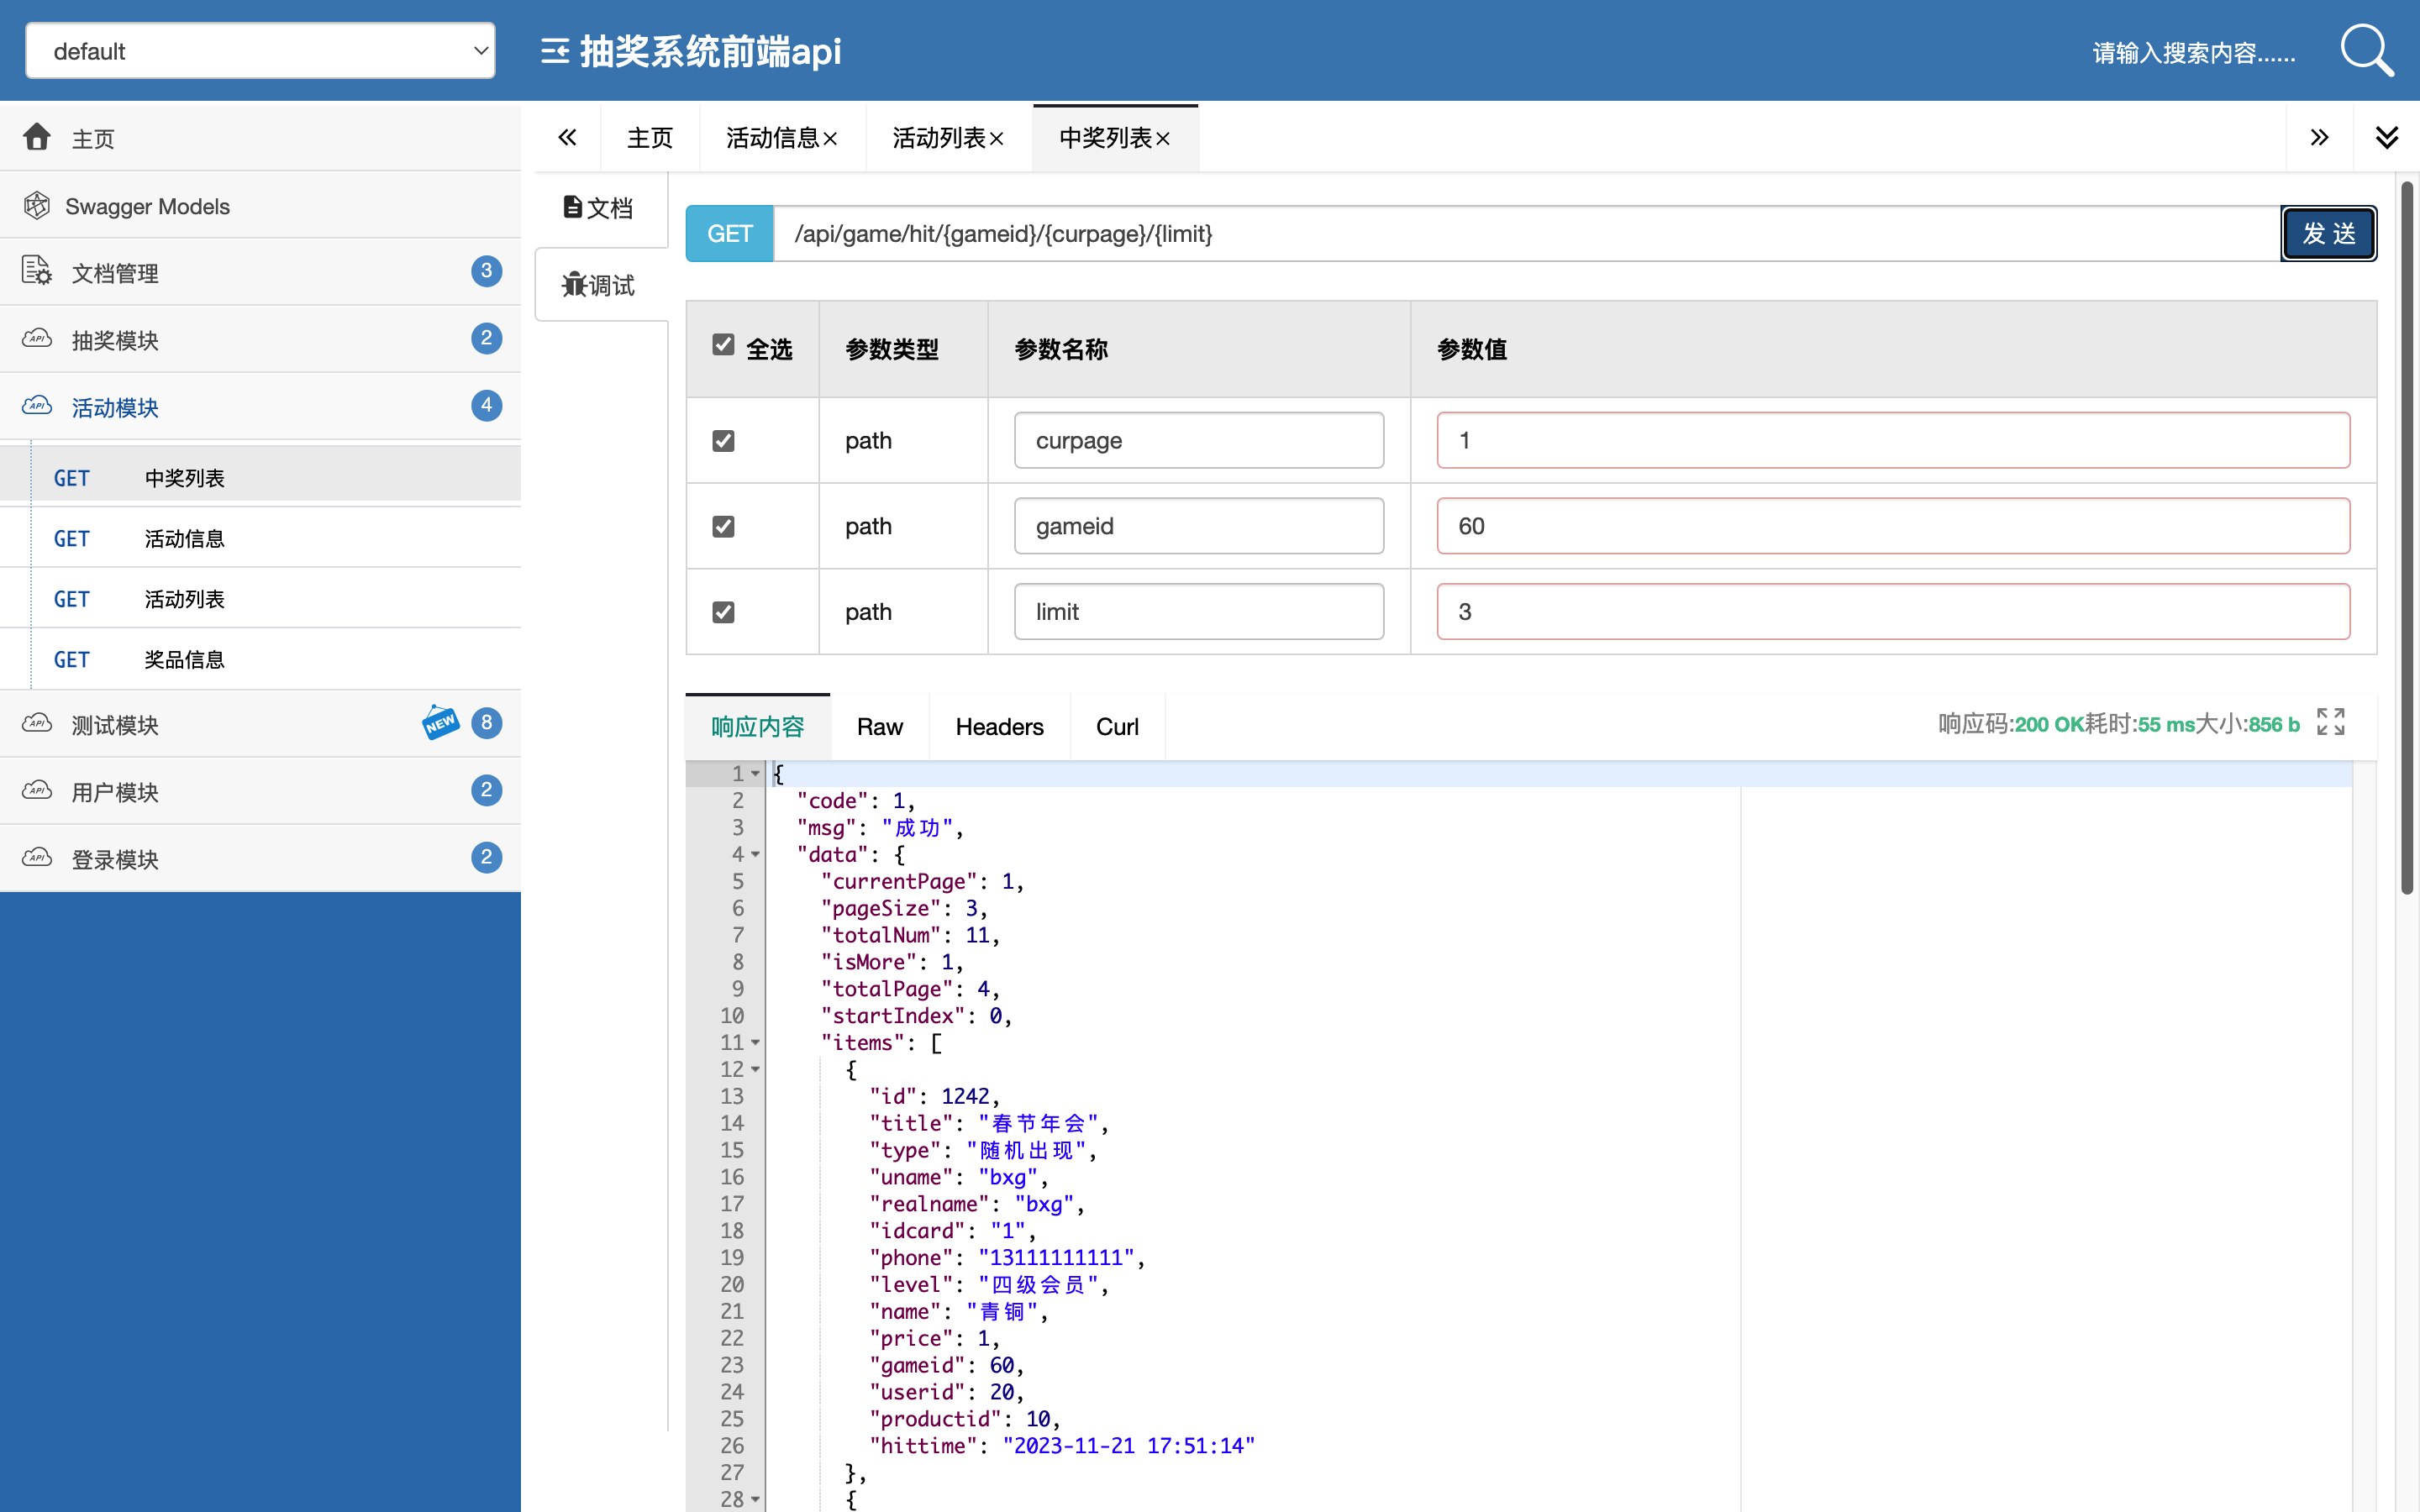 default
抽奖系统前端api
请输入搜索内容......
主页
Swagger Models
文档管理 3
抽奖模块 2
活动模块 4
GET 中奖列表
GET 活动信息
GET 活动列表
GET 奖品信息
测试模块 NEW 8
用户模块 2
登录模块 2
主页 活动信息× 活动列表× 中奖列表×
文档
调试
GET /api/game/hit/{gameid}/{curpage}/{limit} 发 送
全选 参数类型 参数名称 参数值
path curpage 1
path gameid 60
path limit 3
响应内容 Raw Headers Curl 响应码:200 OK耗时:55 ms大小:856 b
1 {
2 "code": 1,
3 "msg": "成功",
4 "data": {
5 "currentPage": 1,
6 "pageSize": 3,
7 "totalNum": 11,
8 "isMore": 1,
9 "totalPage": 4,
10 "startIndex": 0,
11 "items": [
12 {
13 "id": 1242,
14 "title": "春节年会",
15 "type": "随机出现",
16 "uname": "bxg",
17 "realname": "bxg",
18 "idcard": "1",
19 "phone": "13111111111",
20 "level": "四级会员",
21 "name": "青铜",
22 "price": 1,
23 "gameid": 60,
24 "userid": 20,
25 "productid": 10,
26 "hittime": "2023-11-21 17:51:14"
27 },
28 {